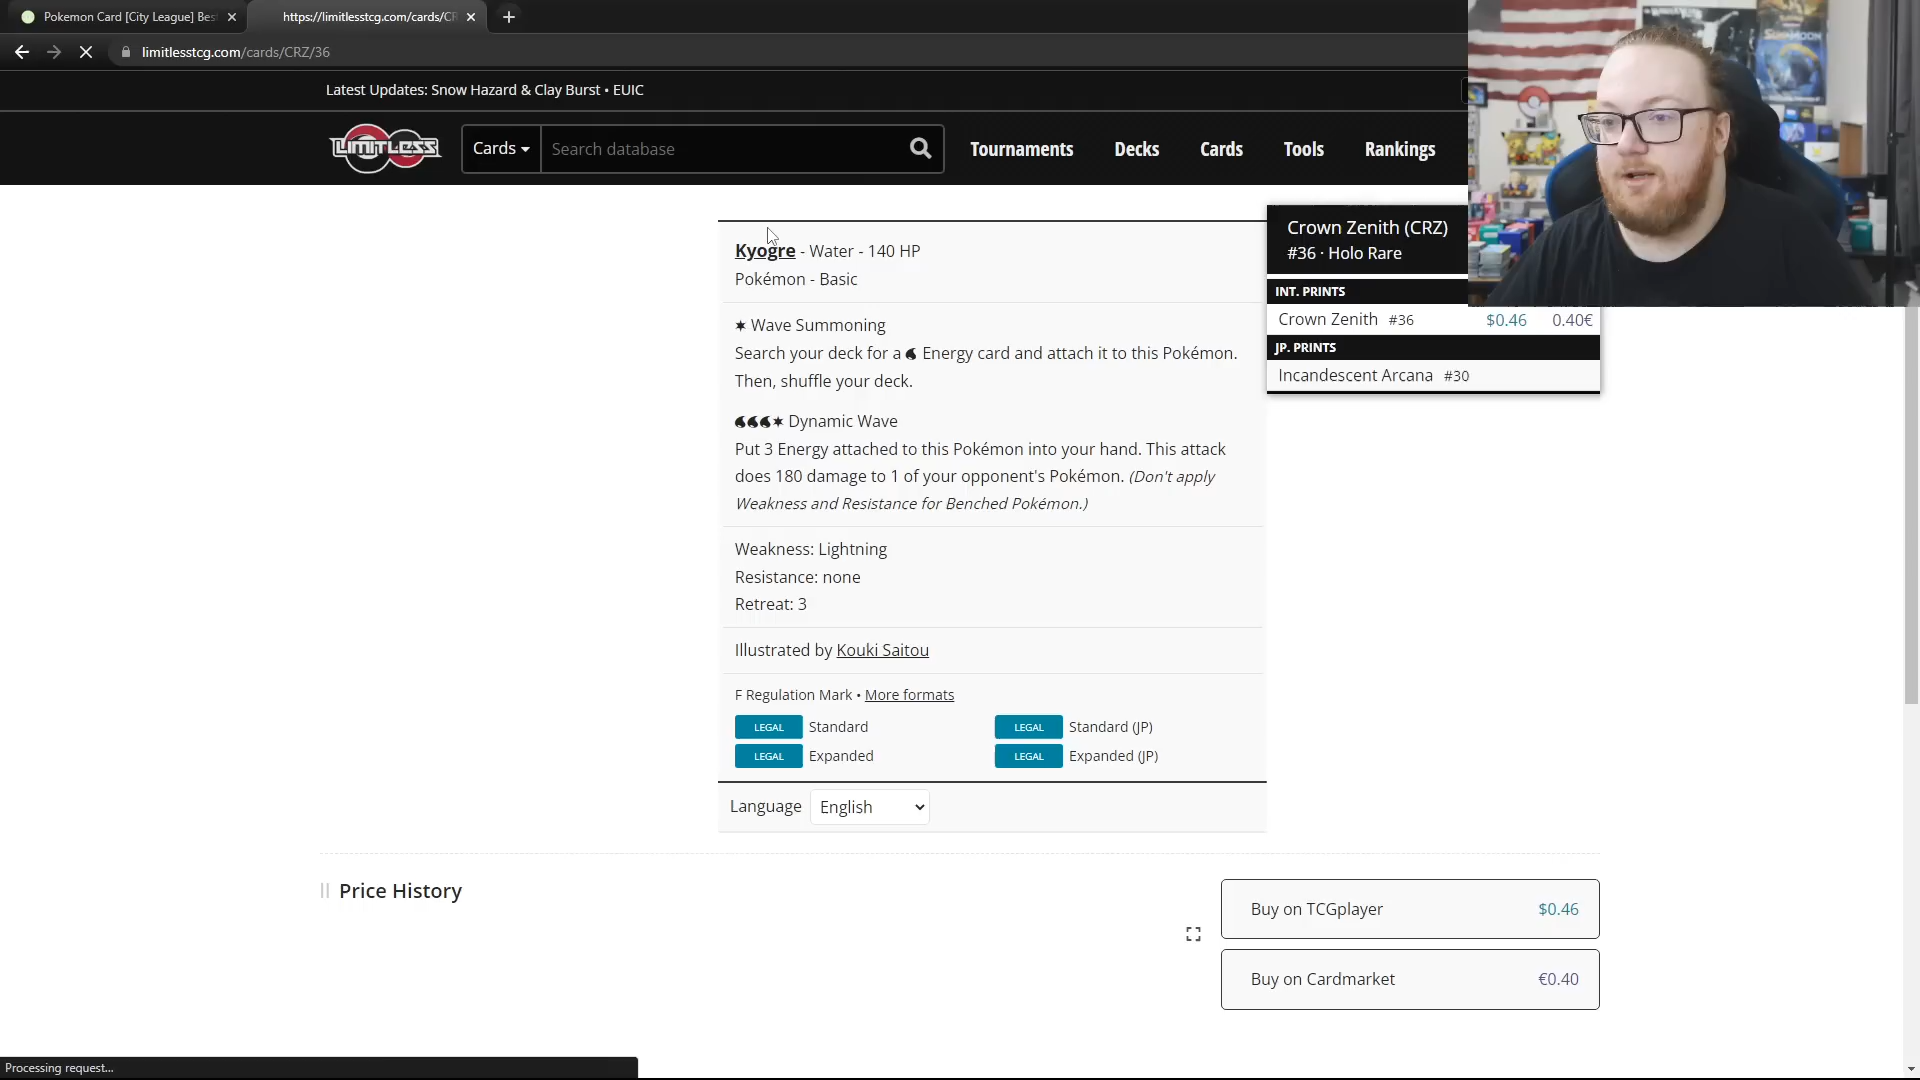 Pokemon Card [City League] Bes
https://limitlesstcg.com/cards/CR
limitlesstcg.com/cards/CRZ/36
Latest Updates: Snow Hazard & Clay Burst • EUIC
LIMITLESS
Cards
Search database
Tournaments
Decks
Cards
Tools
Rankings
Kyogre - Water - 140 HP
Pokémon - Basic
Wave Summoning
Search your deck for a Energy card and attach it to this Pokémon.
Then, shuffle your deck.
Dynamic Wave
Put 3 Energy attached to this Pokémon into your hand. This attack
does 180 damage to 1 of your opponent's Pokémon. (Don't apply
Weakness and Resistance for Benched Pokémon.)
Weakness: Lightning
Resistance: none
Retreat: 3
Illustrated by Kouki Saitou
F Regulation Mark • More formats
LEGAL Standard
LEGAL Standard (JP)
LEGAL Expanded
LEGAL Expanded (JP)
Language English
Crown Zenith (CRZ)
#36 · Holo Rare
INT. PRINTS
Crown Zenith #36 $0.46 0.40€
JP. PRINTS
Incandescent Arcana #30
Price History
Buy on TCGplayer $0.46
Buy on Cardmarket €0.40
Processing request...